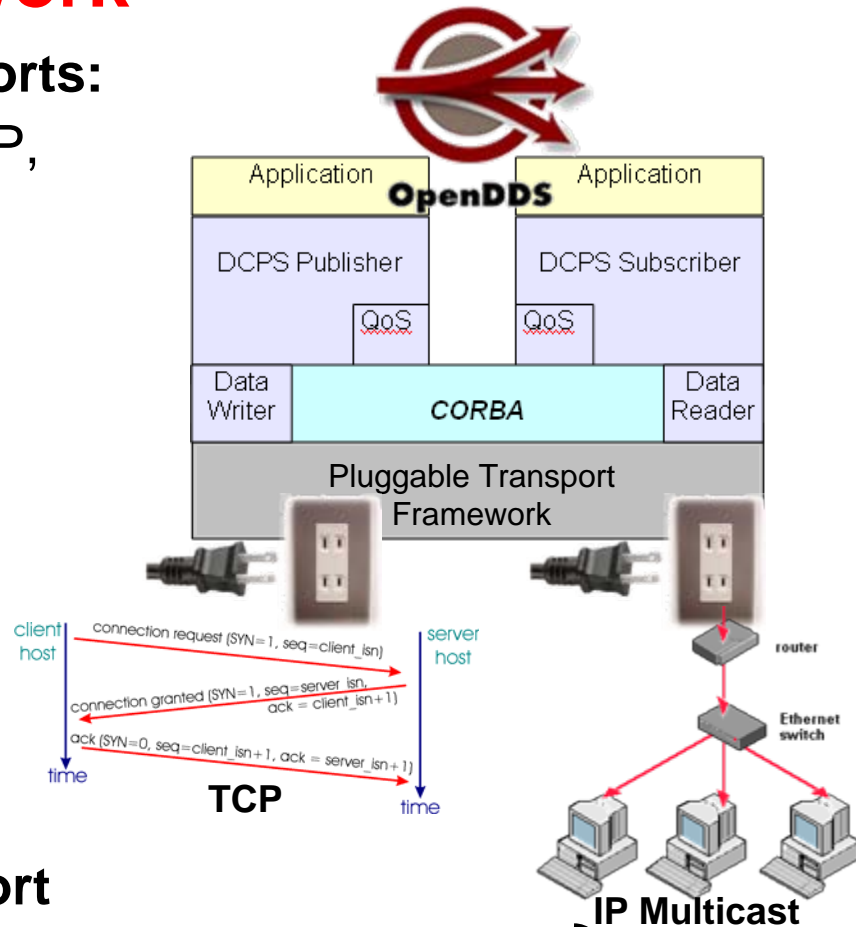 orts:
P,
OpenDDS
Application
Application
DCPS Publisher
DCPS Subscriber
QoS
QoS
Data
Writer
CORBA
Data
Reader
Pluggable Transport
Framework
client
host
connection request (SYN=1, seq=client_isn)
server
host
connection granted (SYN=1, seq=server_isn,
ack = client_isn+1)
ack (SYN=0, seq=client_isn+1, ack = server_isn+1)
time
TCP
time
router
Ethernet
switch
IP Multicast
ort